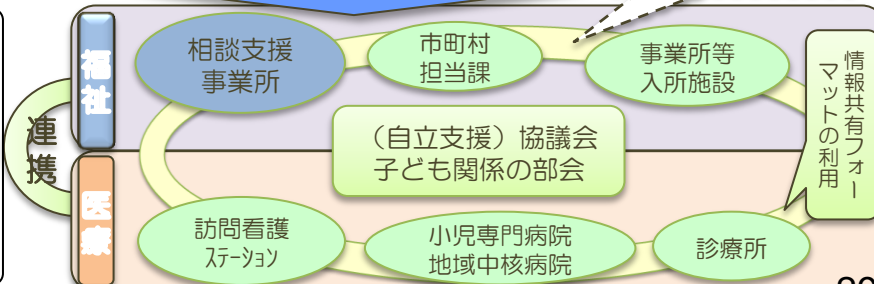 福祉
相談支援
事業所
市町村
担当課
事業所等
入所施設
情報共有フォー
マットの利用
連携
（自立支援）協議会
子ども関係の部会
医療
訪問看護
ｽﾃｰｼｮﾝ
小児専門病院
地域中核病院
診療所